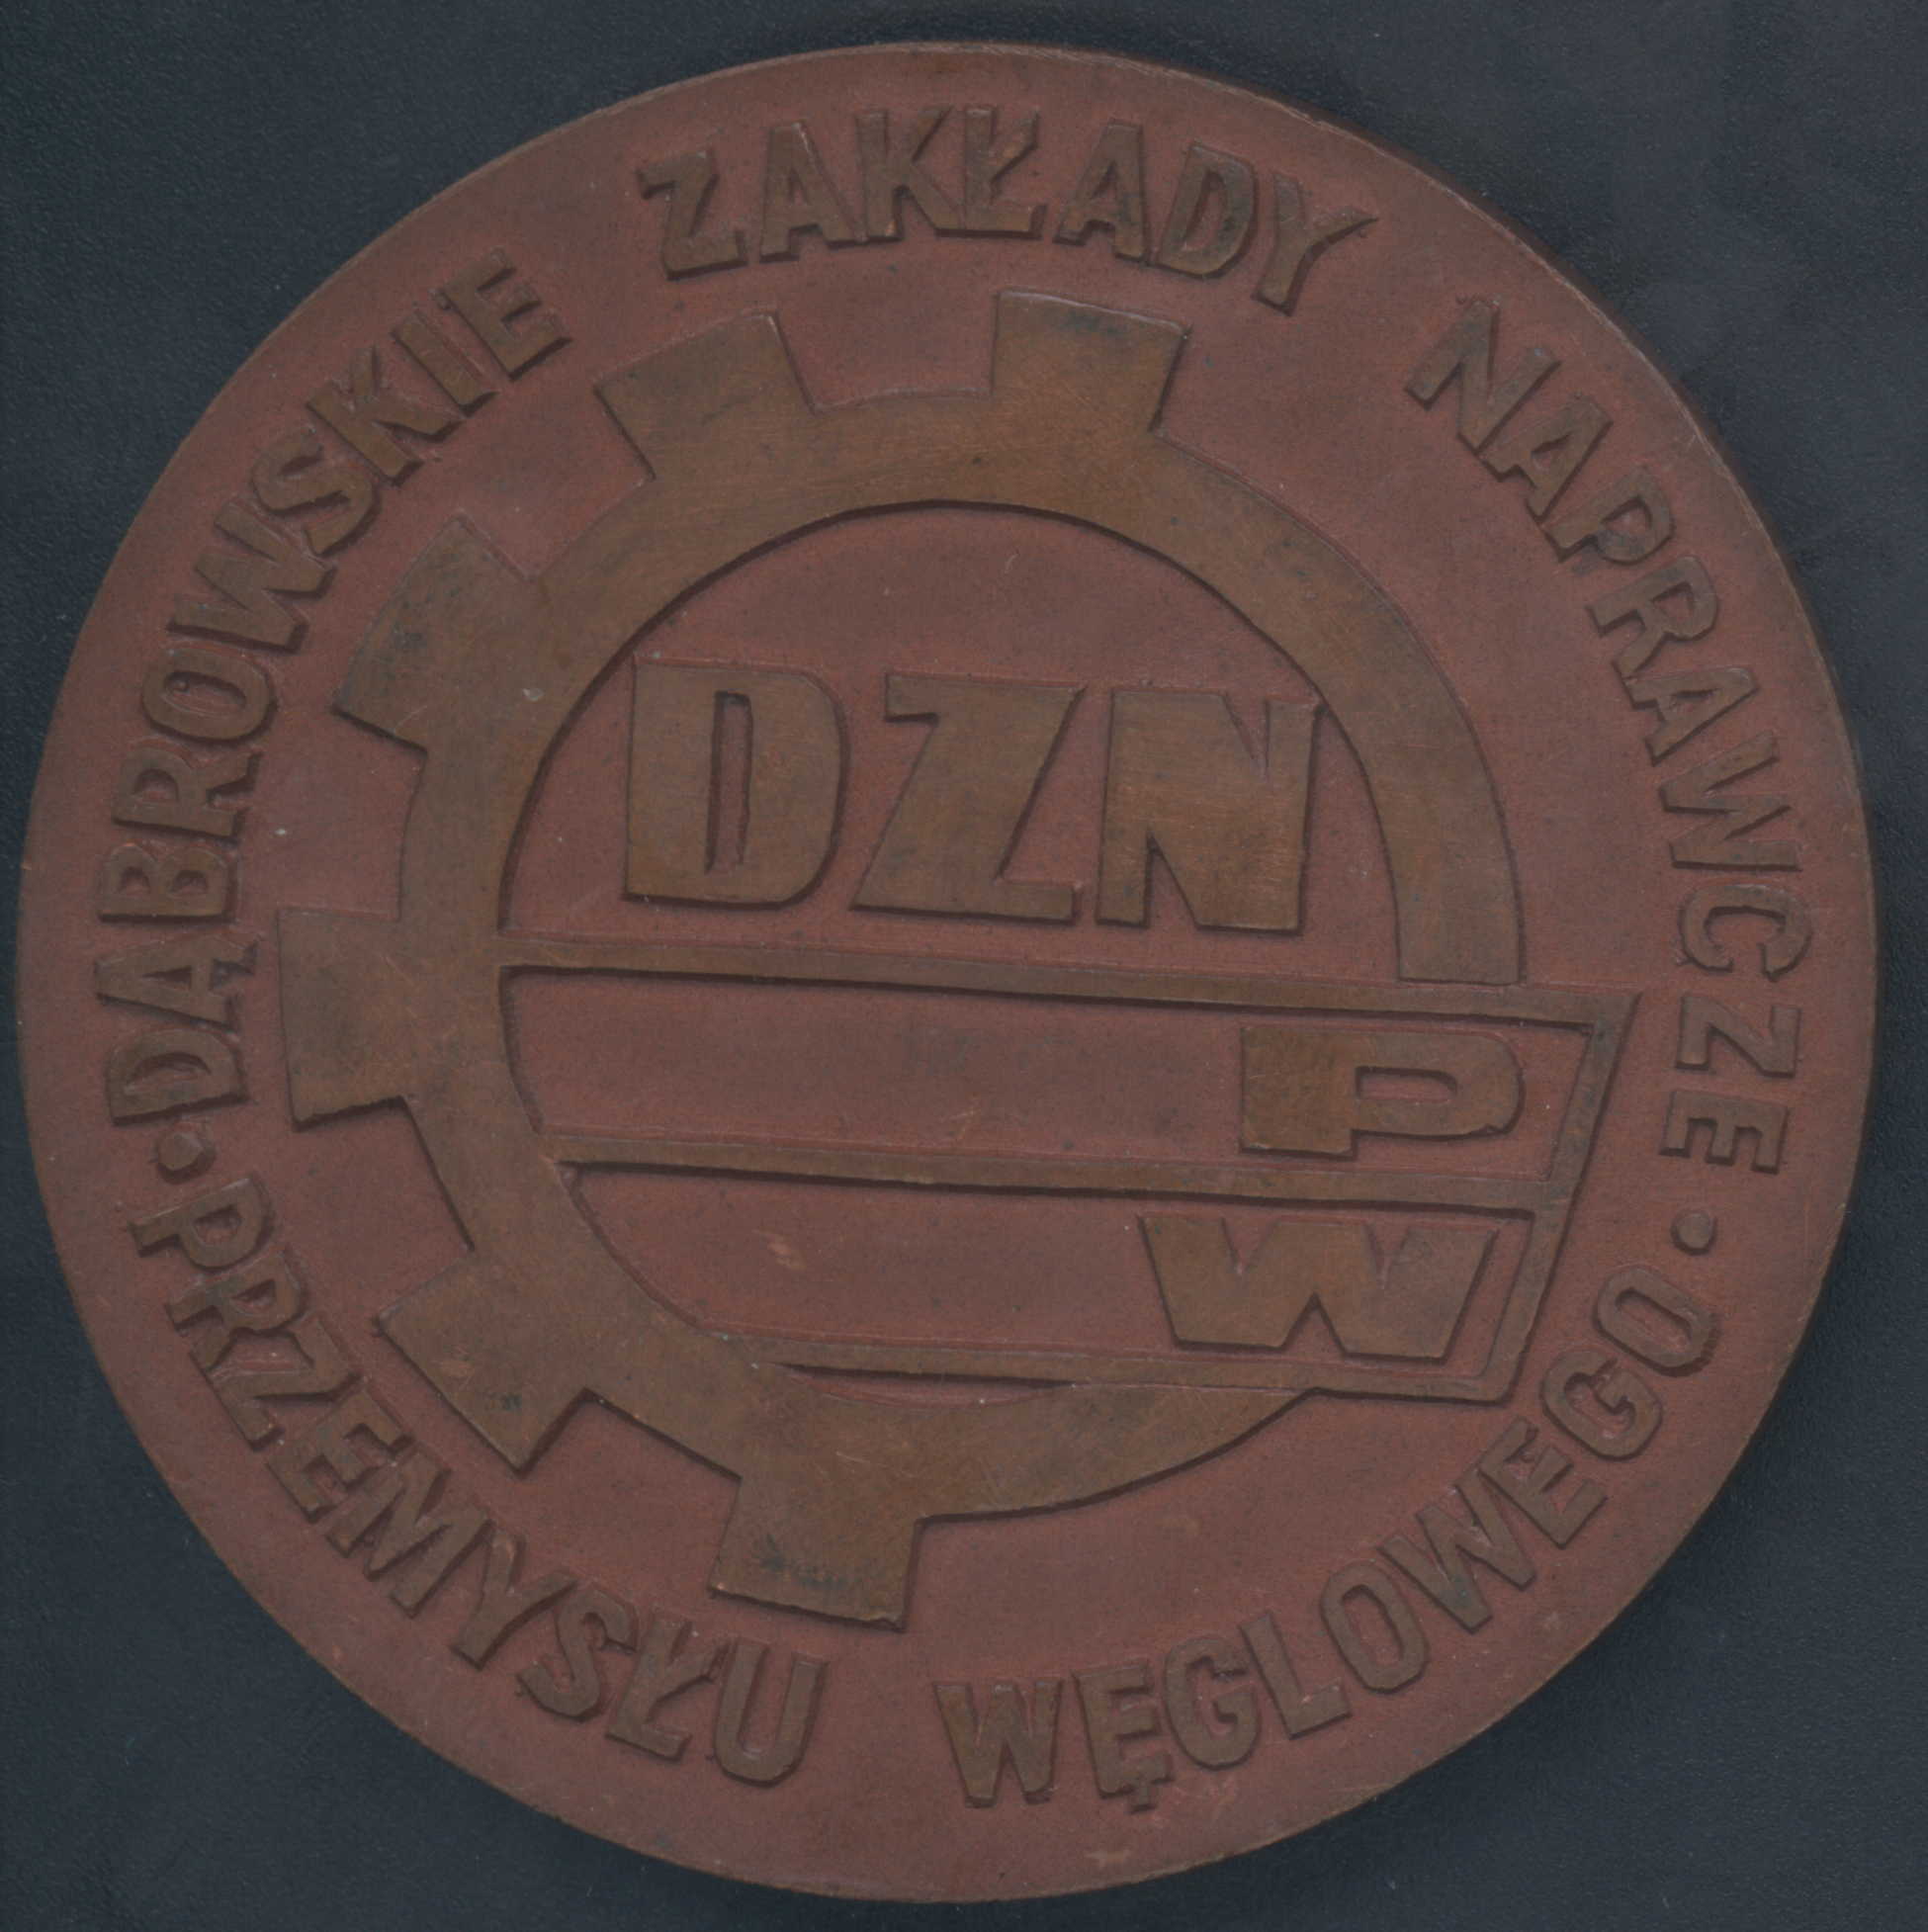 DĄBROWSKIE ZAKŁADY NAPRAWCZE
• PRZEMYSŁU WĘGLOWEGO •
DZN
P
W